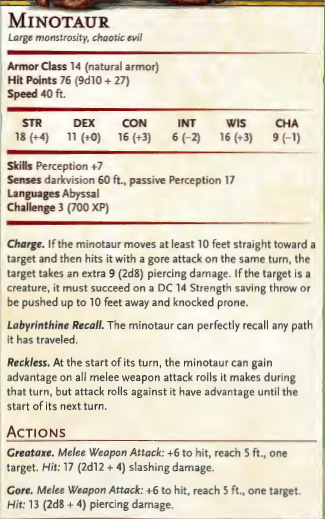 MINOTAUR
Large monstrosity, chaotic evil
Armor Class 14 (natural armor)
Hit Points 76 (9d10 + 27)
Speed 40 ft.
STR DEX CON INT WIS CHA
18 (+4) 11 (+0) 16 (+3) 6 (−2) 16 (+3) 9 (−1)
Skills Perception +7
Senses darkvision 60 ft., passive Perception 17
Languages Abyssal
Challenge 3 (700 XP)
Charge. If the minotaur moves at least 10 feet straight toward a
target and then hits it with a gore attack on the same turn, the
target takes an extra 9 (2d8) piercing damage. If the target is a
creature, it must succeed on a DC 14 Strength saving throw or
be pushed up to 10 feet away and knocked prone.
Labyrinthine Recall. The minotaur can perfectly recall any path
it has traveled.
Reckless. At the start of its turn, the minotaur can gain
advantage on all melee weapon attack rolls it makes during
that turn, but attack rolls against it have advantage until the
start of its next turn.
ACTIONS
Greataxe. Melee Weapon Attack: +6 to hit, reach 5 ft., one
target. Hit: 17 (2d12 + 4) slashing damage.
Gore. Melee Weapon Attack: +6 to hit, reach 5 ft., one target.
Hit: 13 (2d8 + 4) piercing damage.